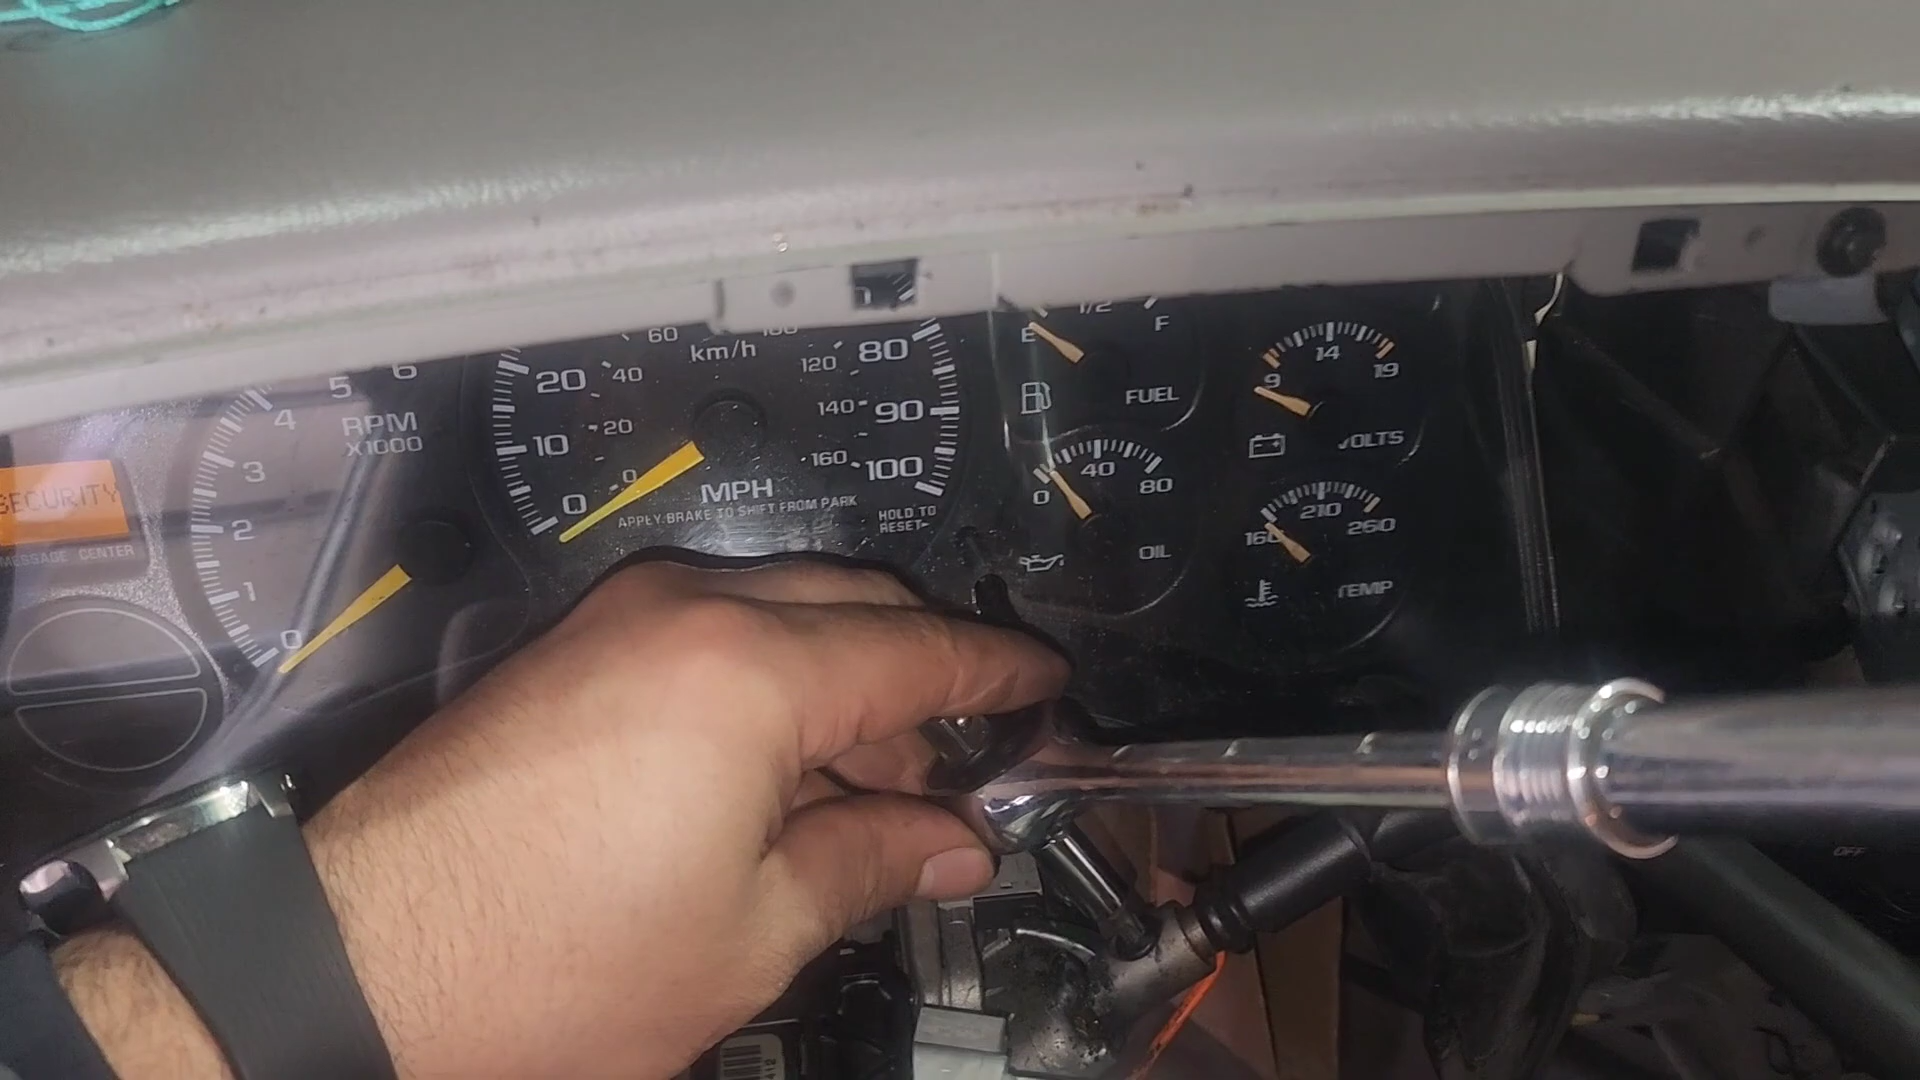 SECURITY
MESSAGE CENTER
0
1
2
3
4
5
6
RPM
X1000
0
10
20
80
90
100
0
20
40
60
120
140
160
km/h
MPH
APPLY BRAKE TO SHIFT FROM PARK
HOLD TO
RESET
E
1/2
F
FUEL
0
40
80
OIL
9
14
19
VOLTS
160
210
260
TEMP
OFF
412